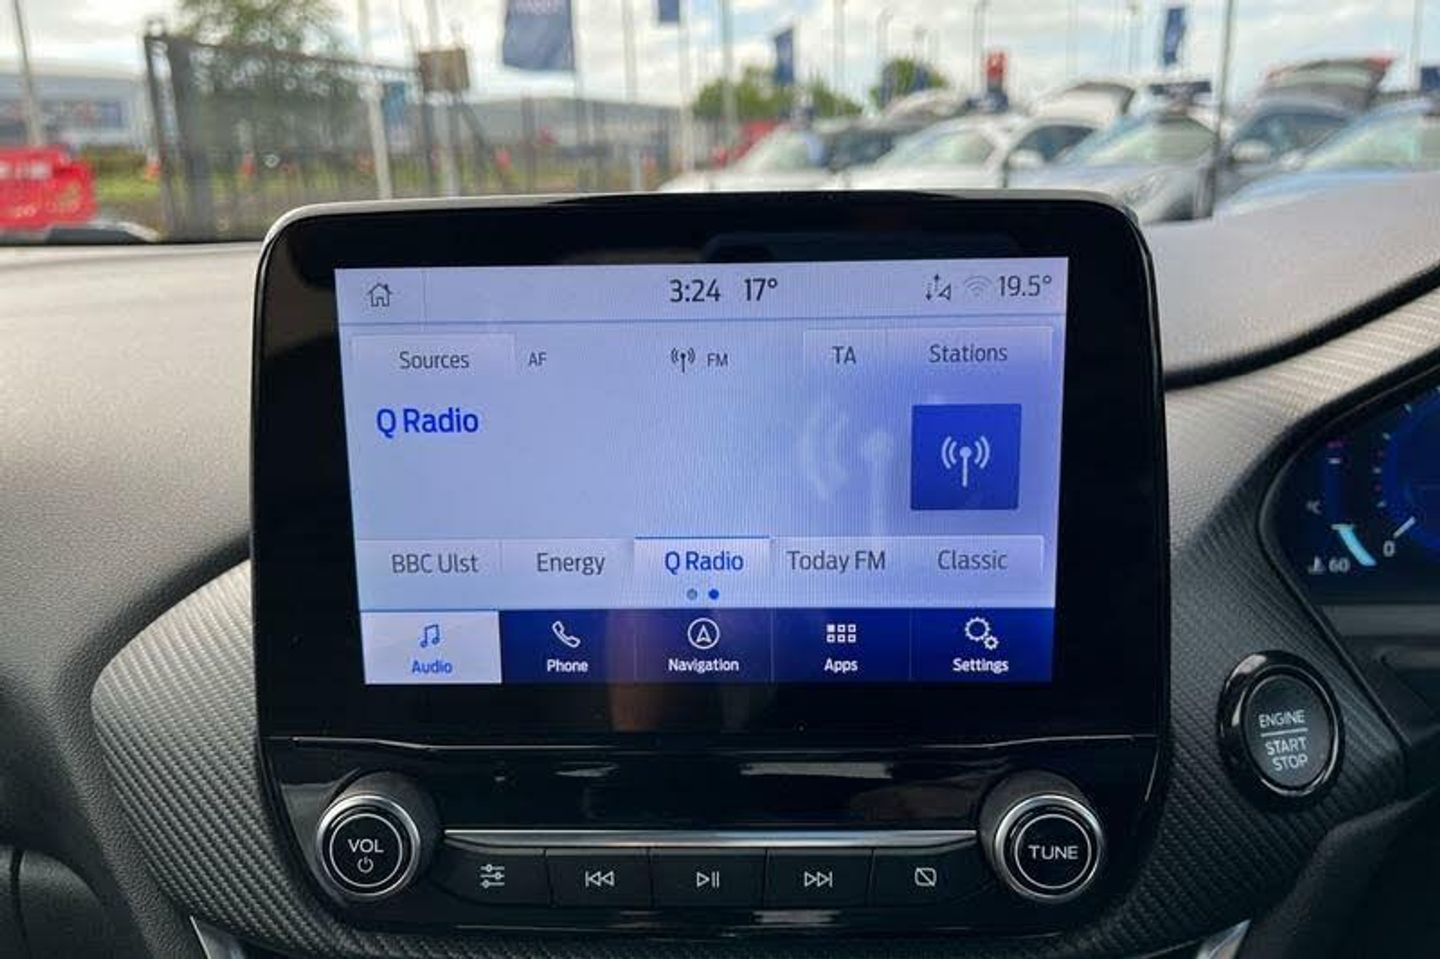 3:24 17° 19.5°
Sources AF FM TA Stations
Q Radio
BBC Ulst Energy Q Radio Today FM Classic
Audio Phone Navigation Apps Settings
ENGINE
START
STOP
VOL
TUNE
°C
60
0